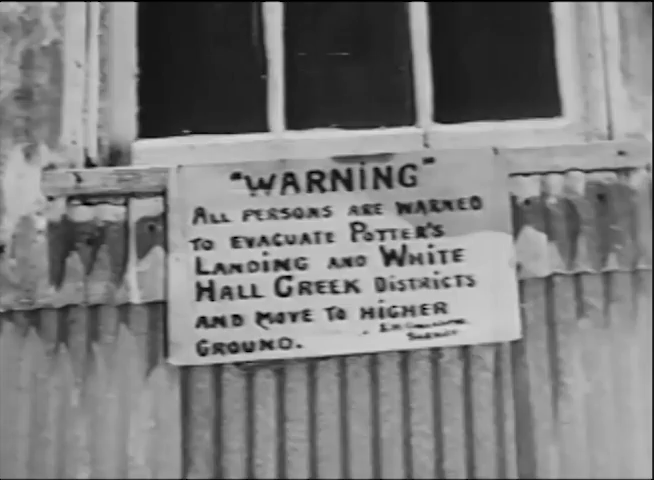 "WARNING"
ALL PERSONS ARE WARNED
TO EVACUATE POTTER'S
LANDING AND WHITE
HALL CREEK DISTRICTS
AND MOVE TO HIGHER
GROUND.